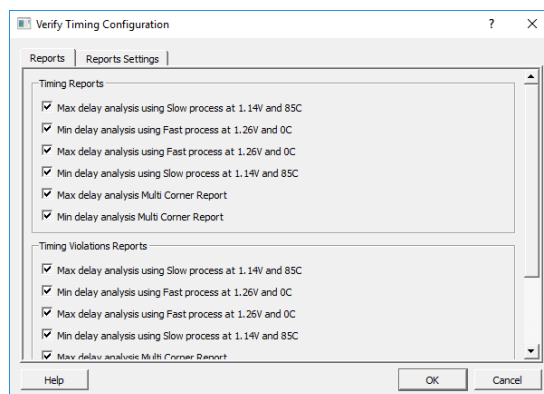 Verify Timing Configuration
Reports
Reports Settings
Timing Reports
Max delay analysis using Slow process at 1.14V and 85C
Min delay analysis using Fast process at 1.26V and 0C
Max delay analysis using Fast process at 1.26V and 0C
Min delay analysis using Slow process at 1.14V and 85C
Max delay analysis Multi Corner Report
Min delay analysis Multi Corner Report
Timing Violations Reports
Max delay analysis using Slow process at 1.14V and 85C
Min delay analysis using Fast process at 1.26V and 0C
Max delay analysis using Fast process at 1.26V and 0C
Min delay analysis using Slow process at 1.14V and 85C
Max delay analysis Multi Corner Report
Help
OK
Cancel